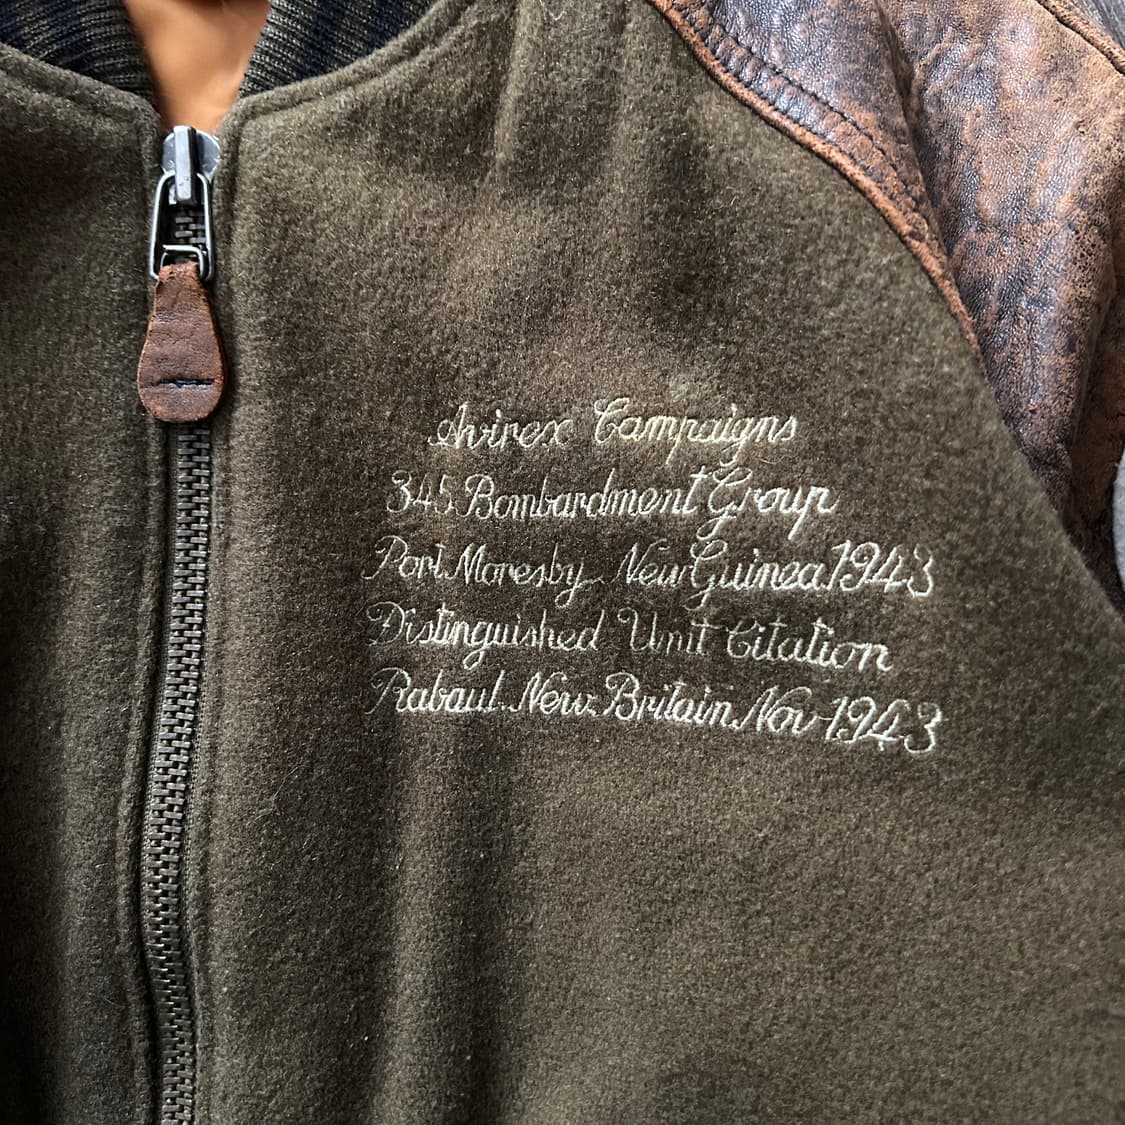 Avirex Campaigns
345 Bombardment Group
Port Moresby New Guinea 1943
Distinguished Unit Citation
Rabaul. New. Britain Nov 1943